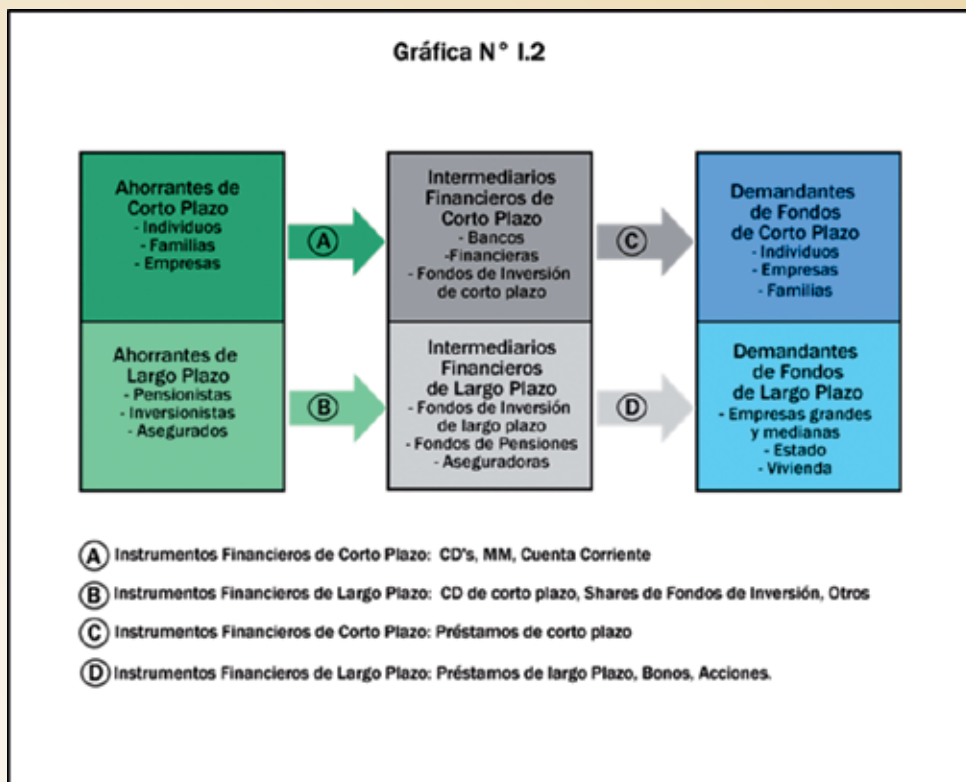 Gráfica N° I.2
Ahorrantes de
Corto Plazo
- Individuos
- Familias
- Empresas
A
Intermediarios
Financieros de
Corto Plazo
- Bancos
-Financieras
- Fondos de Inversión
de corto plazo
C
Demandantes
de Fondos
de Corto Plazo
- Individuos
- Empresas
- Familias
Ahorrantes de
Largo Plazo
- Pensionistas
- Inversionistas
- Asegurados
B
Intermediarios
Financieros
de Largo Plazo
- Fondos de Inversión
de largo plazo
- Fondos de Pensiones
- Aseguradoras
D
Demandantes
de Fondos
de Largo Plazo
- Empresas grandes
y medianas
- Estado
- Vivienda
A Instrumentos Financieros de Corto Plazo: CD's, MM, Cuenta Corriente
B Instrumentos Financieros de Largo Plazo: CD de corto plazo, Shares de Fondos de Inversión, Otros
C Instrumentos Financieros de Corto Plazo: Préstamos de corto plazo
D Instrumentos Financieros de Largo Plazo: Préstamos de largo Plazo, Bonos, Acciones.